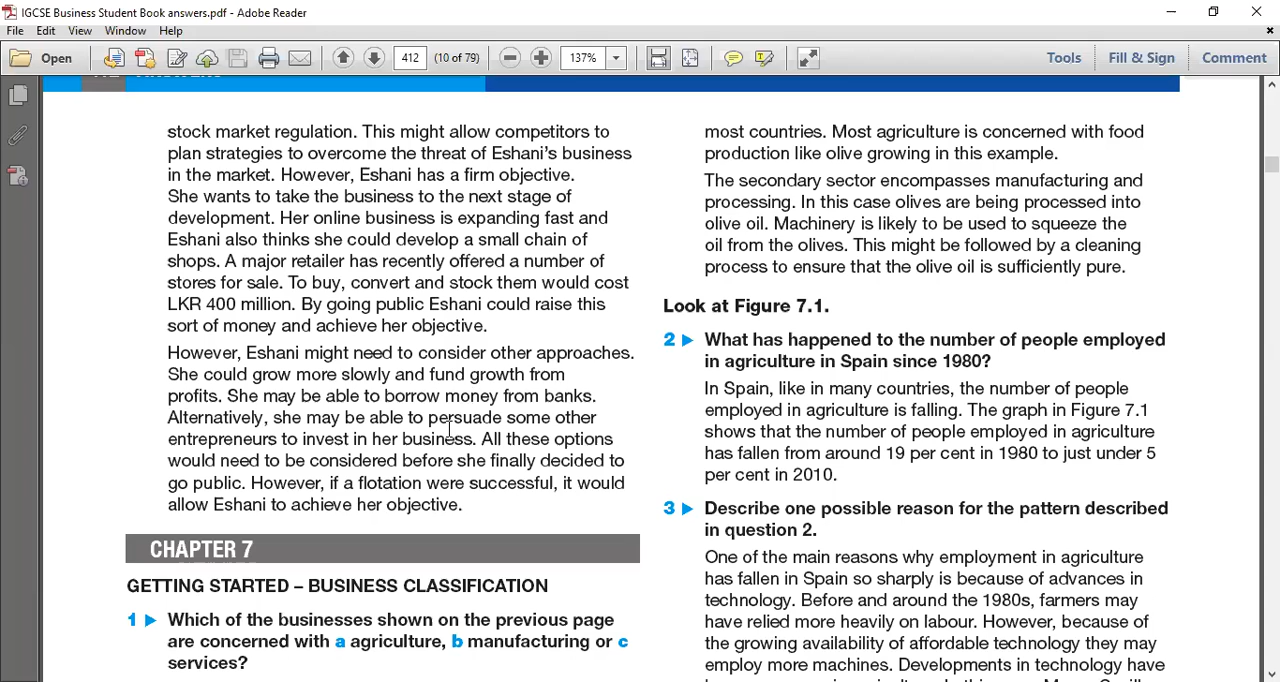 IGCSE Business Student Book answers.pdf - Adobe Reader
File Edit View Window Help
Open
412 (10 of 79)
137%
Tools Fill & Sign Comment
stock market regulation. This might allow competitors to
plan strategies to overcome the threat of Eshani's business
in the market. However, Eshani has a firm objective.
She wants to take the business to the next stage of
development. Her online business is expanding fast and
Eshani also thinks she could develop a small chain of
shops. A major retailer has recently offered a number of
stores for sale. To buy, convert and stock them would cost
LKR 400 million. By going public Eshani could raise this
sort of money and achieve her objective.
However, Eshani might need to consider other approaches.
She could grow more slowly and fund growth from
profits. She may be able to borrow money from banks.
Alternatively, she may be able to persuade some other
entrepreneurs to invest in her business. All these options
would need to be considered before she finally decided to
go public. However, if a flotation were successful, it would
allow Eshani to achieve her objective.
CHAPTER 7
GETTING STARTED – BUSINESS CLASSIFICATION
1 ▶ Which of the businesses shown on the previous page
are concerned with a agriculture, b manufacturing or c
services?
most countries. Most agriculture is concerned with food
production like olive growing in this example.
The secondary sector encompasses manufacturing and
processing. In this case olives are being processed into
olive oil. Machinery is likely to be used to squeeze the
oil from the olives. This might be followed by a cleaning
process to ensure that the olive oil is sufficiently pure.
Look at Figure 7.1.
2 ▶ What has happened to the number of people employed
in agriculture in Spain since 1980?
In Spain, like in many countries, the number of people
employed in agriculture is falling. The graph in Figure 7.1
shows that the number of people employed in agriculture
has fallen from around 19 per cent in 1980 to just under 5
per cent in 2010.
3 ▶ Describe one possible reason for the pattern described
in question 2.
One of the main reasons why employment in agriculture
has fallen in Spain so sharply is because of advances in
technology. Before and around the 1980s, farmers may
have relied more heavily on labour. However, because of
the growing availability of affordable technology they may
employ more machines. Developments in technology have